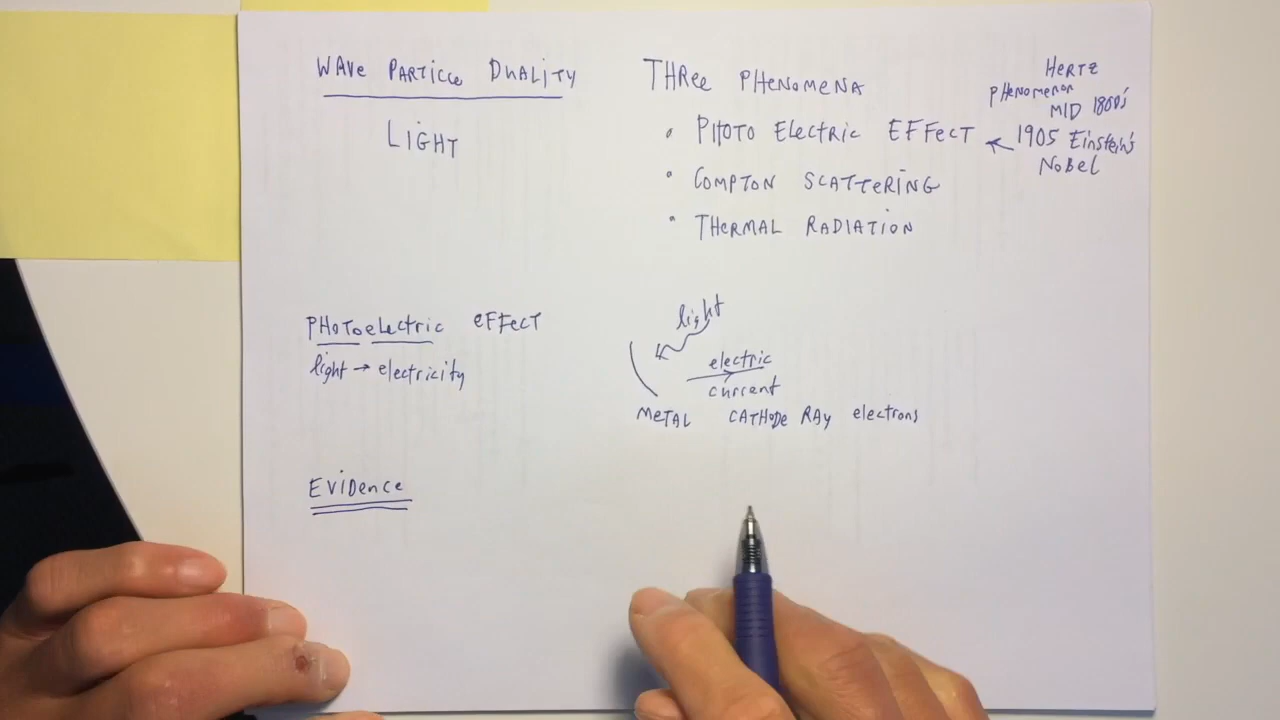 WAVE PARTICLE DUALITY
LIGHT
THREE PHENOMENA
• PHOTO ELECTRIC EFFECT
• COMPTON SCATTERING
• THERMAL RADIATION
HERTZ
PHENOMENON
MID 1800's
← 1905 Einstein's
NOBEL
PHOTOELECTRIC EFFECT
light → electricity
light
electric
current
METAL CATHODE RAY electrons
EVIDENCE